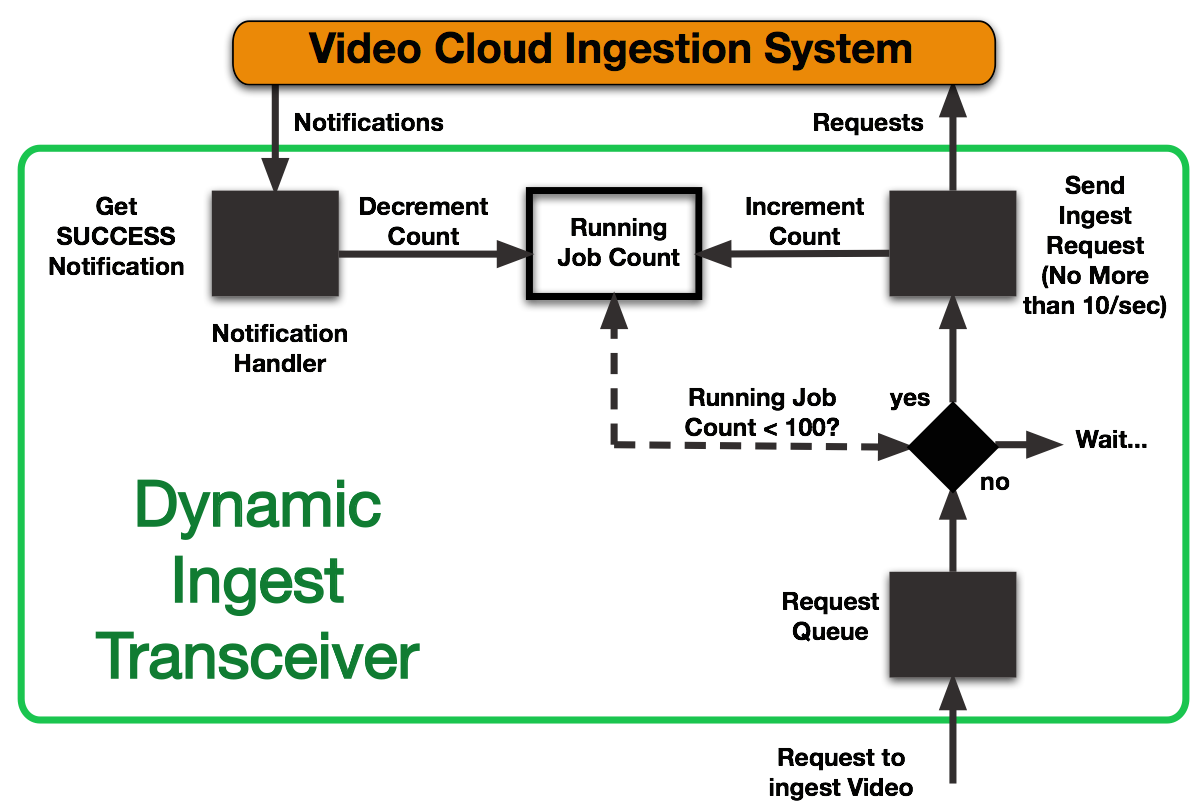 Video Cloud Ingestion System
Notifications
Requests
Get
SUCCESS
Notification
Decrement
Count
Running
Job Count
Increment
Count
Send
Ingest
Request
(No More
than 10/sec)
Notification
Handler
Running Job
Count < 100?
yes
Wait...
no
Dynamic
Ingest
Transceiver
Request
Queue
Request to
ingest Video